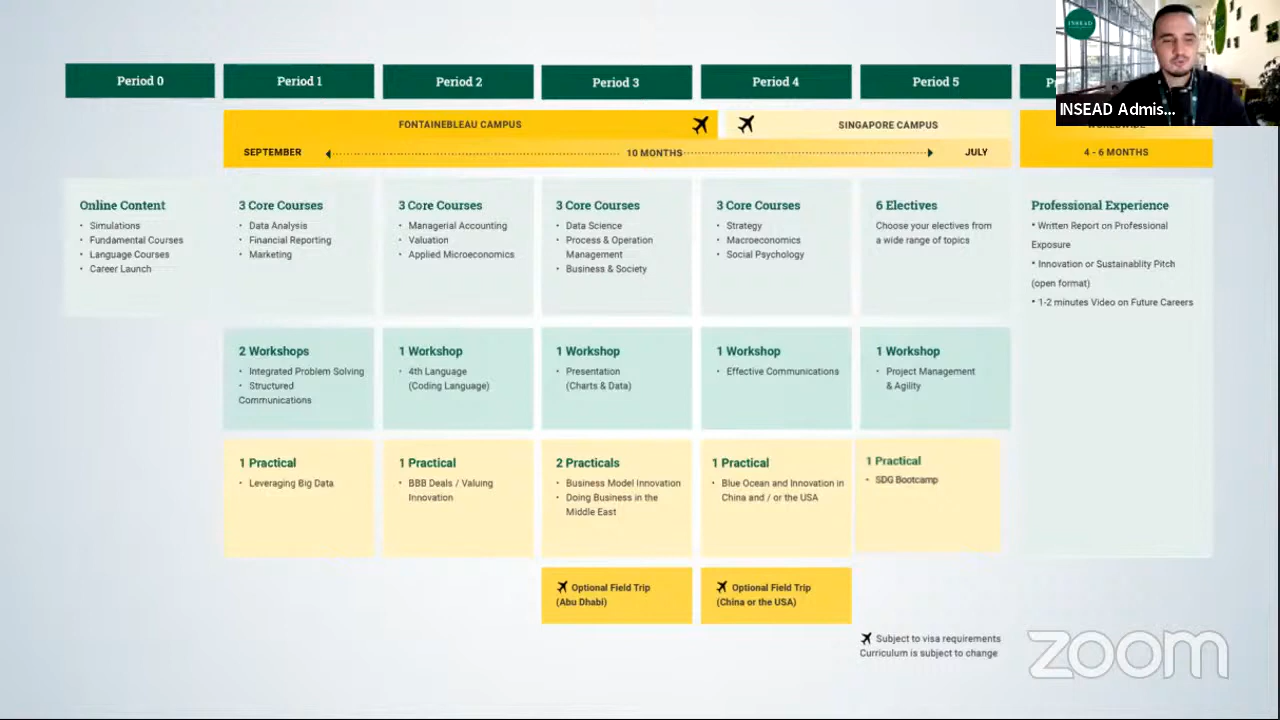 Period 0
Period 1
Period 2
Period 3
Period 4
Period 5
INSEAD
INSEAD Admis...
FONTAINEBLEAU CAMPUS
SINGAPORE CAMPUS
SEPTEMBER
10 MONTHS
JULY
4 - 6 MONTHS
Online Content
• Simulations
• Fundamental Courses
• Language Courses
• Career Launch
3 Core Courses
• Data Analysis
• Financial Reporting
• Marketing
3 Core Courses
• Managerial Accounting
• Valuation
• Applied Microeconomics
3 Core Courses
• Data Science
• Process & Operation
Management
• Business & Society
3 Core Courses
• Strategy
• Macroeconomics
• Social Psychology
6 Electives
Choose your electives from
a wide range of topics
Professional Experience
• Written Report on Professional
Exposure
• Innovation or Sustainablity Pitch
(open format)
• 1-2 minutes Video on Future Careers
2 Workshops
• Integrated Problem Solving
• Structured
Communications
1 Workshop
• 4th Language
(Coding Language)
1 Workshop
• Presentation
(Charts & Data)
1 Workshop
• Effective Communications
1 Workshop
• Project Management
& Agility
1 Practical
• Leveraging Big Data
1 Practical
• BBB Deals / Valuing
Innovation
2 Practicals
• Business Model Innovation
• Doing Business in the
Middle East
1 Practical
• Blue Ocean and Innovation in
China and / or the USA
1 Practical
• SDG Bootcamp
Optional Field Trip
(Abu Dhabi)
Optional Field Trip
(China or the USA)
Subject to visa requirements
Curriculum is subject to change
zoom